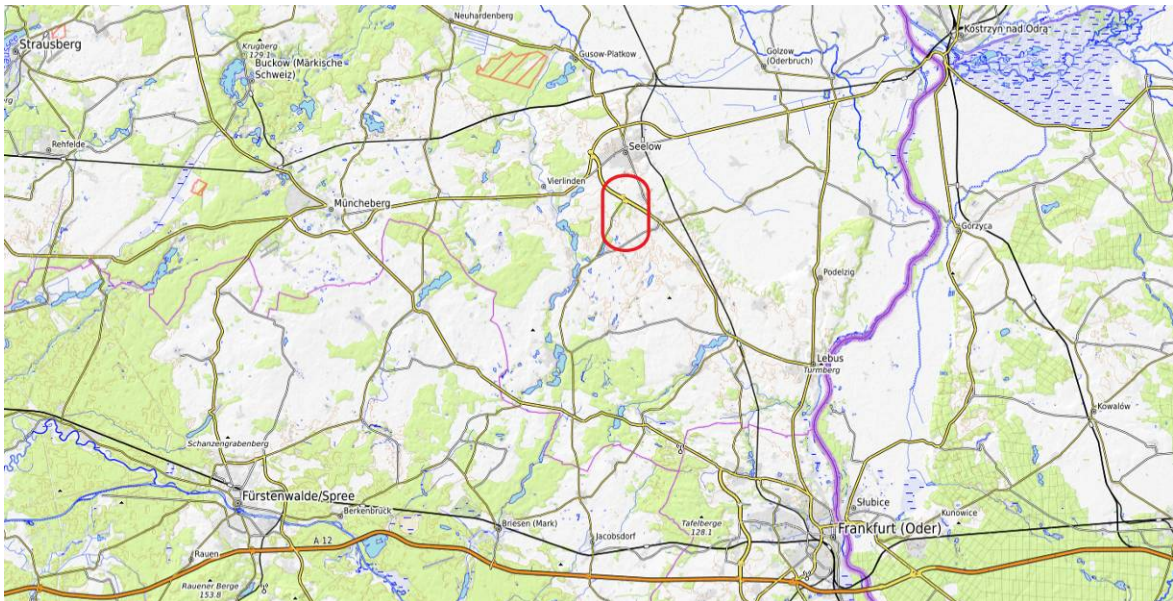 Neuhardenberg
Kostrzyn nad Odrą
Strausberg
Krugberg
129.1
Buckow (Märkische
Schweiz)
Gusow-Platkow
Golzow
(Oderbruch)
Rehfelde
Seelow
Vierlinden
Müncheberg
Górzyca
Podelzig
Lebus
Turmberg
Kowalów
Schanzengrabenberg
Fürstenwalde/Spree
Berkenbrück
Briesen (Mark)
Jacobsdorf
Tafelberge
128.1
Słubice
Kunowice
Frankfurt (Oder)
A 12
Rauen
Rauener Berge
153.8